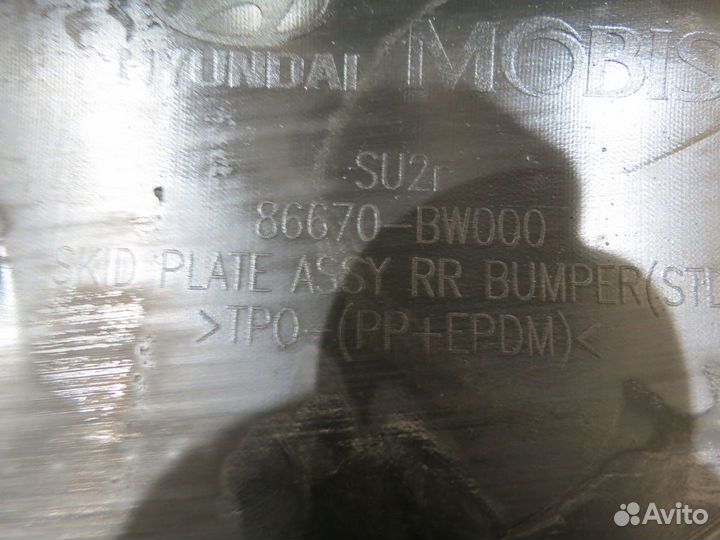 HYUNDAI MOBIS
SU2r
86670-BW000
SKID PLATE ASSY RR BUMPER(STD
>TPO-(PP+EPDM)<
Avito